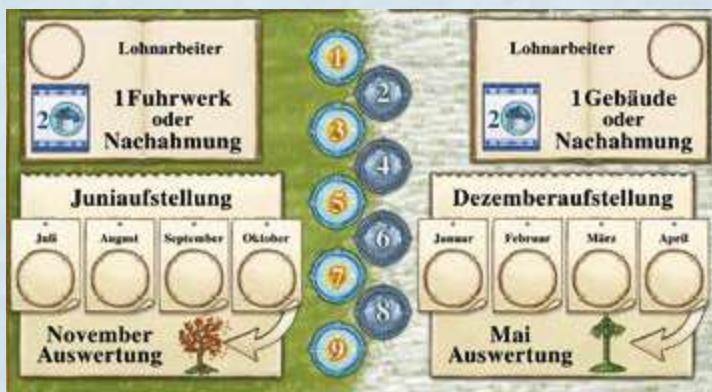 Lohnarbeiter
2
1 Fuhrwerk
oder
Nachahmung
Juniaufstellung
Juli
August
September
Oktober
November
Auswertung
1
2
3
4
5
6
7
8
9
Lohnarbeiter
2
1 Gebäude
oder
Nachahmung
Dezemberaufstellung
Januar
Februar
März
April
Mai
Auswertung